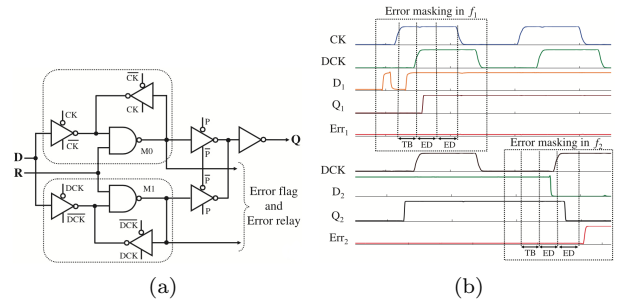 CK
CK
CK
CK
P
D
M0
P
Q
R
DCK
M1
P
DCK
DCK
P
DCK
Error flag
and
Error relay
(a)
Error masking in f1
CK
DCK
D1
Q1
Err1
TB ED ED
Error masking in f2
DCK
D2
Q2
Err2
TB ED ED
(b)